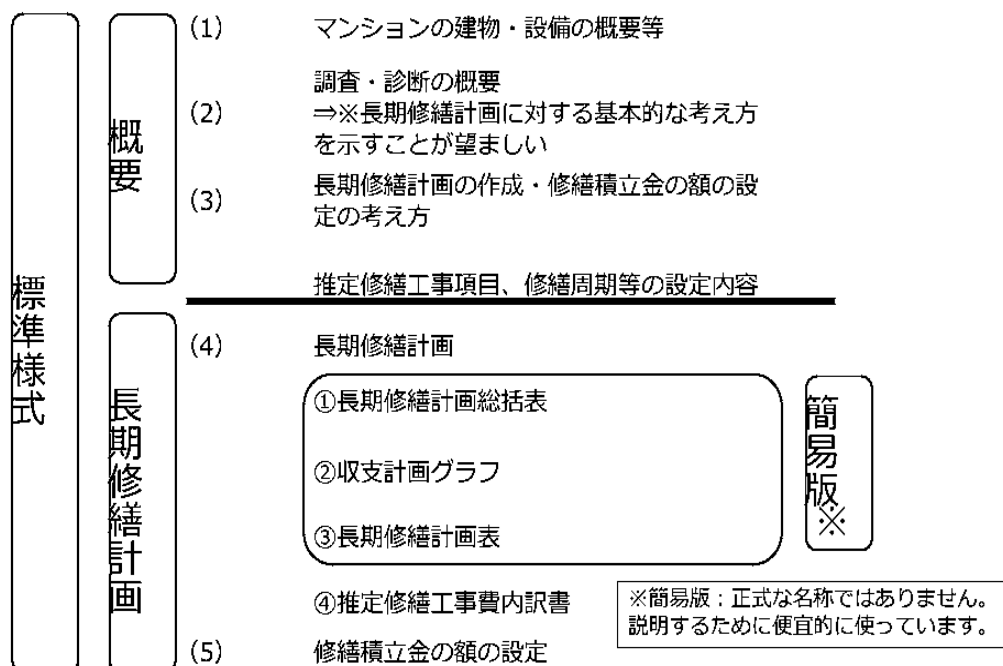 標準様式
概要
(1) マンションの建物・設備の概要等
(2) 調査・診断の概要
⇒※長期修繕計画に対する基本的な考え方
を示すことが望ましい
(3) 長期修繕計画の作成・修繕積立金の額の設
定の考え方
推定修繕工事項目、修繕周期等の設定内容
長期修繕計画
(4) 長期修繕計画
①長期修繕計画総括表
②収支計画グラフ
③長期修繕計画表
簡易版※
④推定修繕工事費内訳書
(5) 修繕積立金の額の設定
※簡易版：正式な名称ではありません。
説明するために便宜的に使っています。